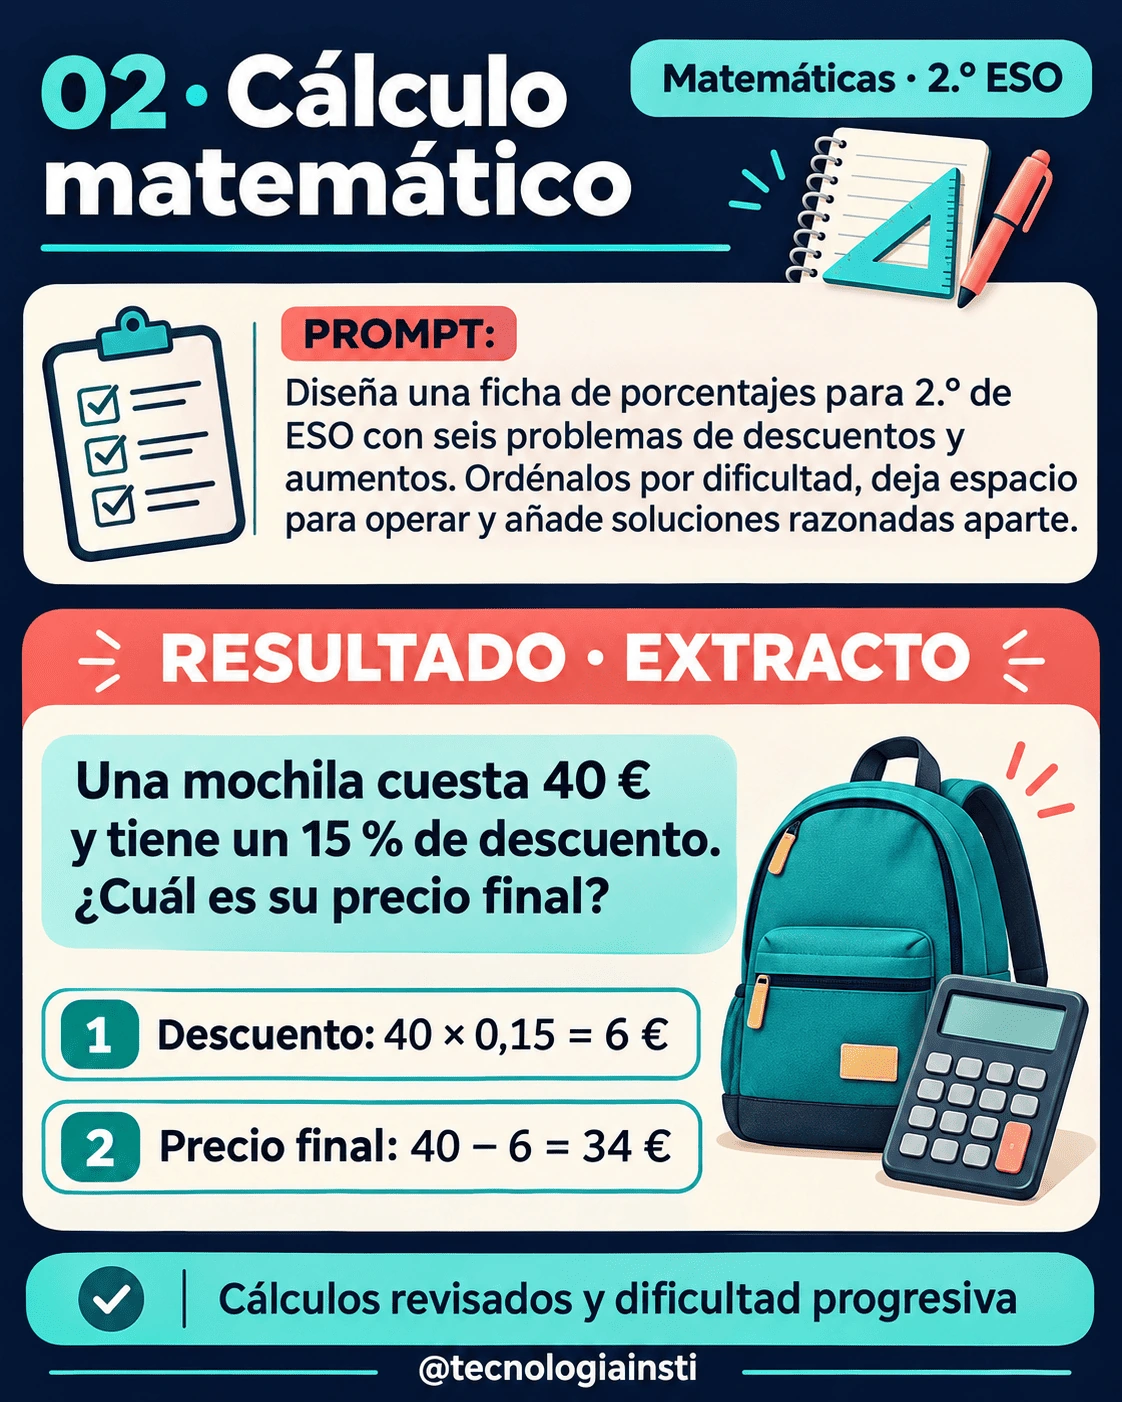 02 · Cálculo
matemático
Matemáticas · 2.º ESO
PROMPT:
Diseña una ficha de porcentajes para 2.º de
ESO con seis problemas de descuentos y
aumentos. Ordénalos por dificultad, deja espacio
para operar y añade soluciones razonadas aparte.
RESULTADO · EXTRACTO
Una mochila cuesta 40 €
y tiene un 15 % de descuento.
¿Cuál es su precio final?
1 Descuento: 40 × 0,15 = 6 €
2 Precio final: 40 – 6 = 34 €
Cálculos revisados y dificultad progresiva
@tecnologiainsti